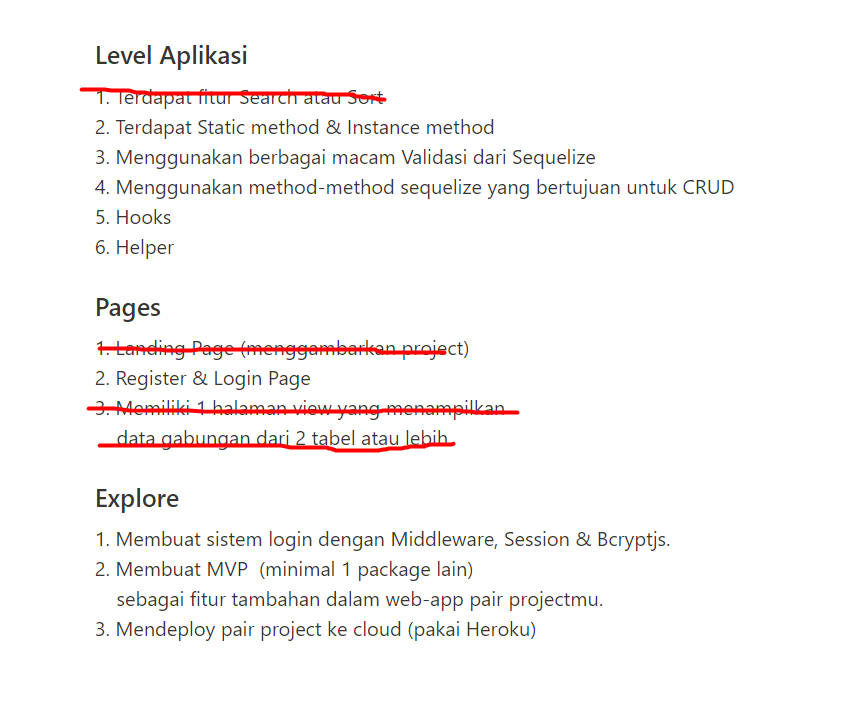 Level Aplikasi
1. Terdapat fitur Search atau Sort
2. Terdapat Static method & Instance method
3. Menggunakan berbagai macam Validasi dari Sequelize
4. Menggunakan method-method sequelize yang bertujuan untuk CRUD
5. Hooks
6. Helper
Pages
1. Landing Page (menggambarkan project)
2. Register & Login Page
3. Memiliki 1 halaman view yang menampilkan
data gabungan dari 2 tabel atau lebih
Explore
1. Membuat sistem login dengan Middleware, Session & Bcryptjs.
2. Membuat MVP (minimal 1 package lain)
sebagai fitur tambahan dalam web-app pair projectmu.
3. Mendeploy pair project ke cloud (pakai Heroku)